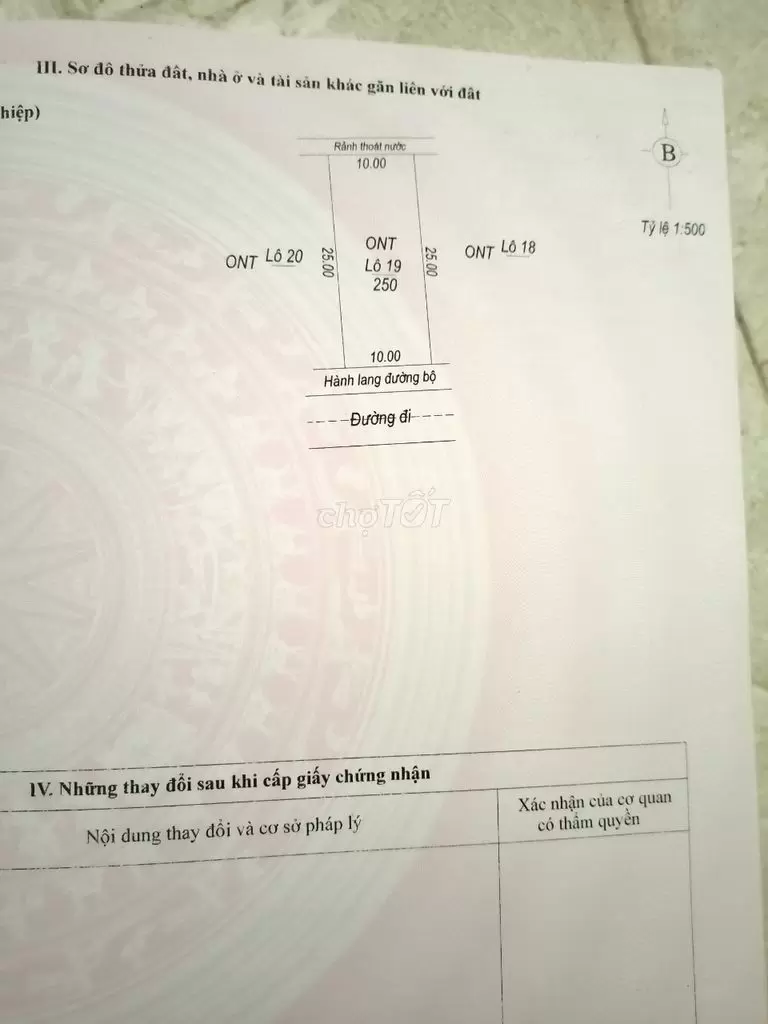 III. Sơ đồ thửa đất, nhà ở và tài sản khác gắn liền với đất
hiệp)
Rãnh thoát nước
10.00
B
Tỷ lệ 1:500
ONT Lô 20
25.00
ONT
Lô 19
250
25.00
ONT Lô 18
10.00
Hành lang đường bộ
Đường đi
chợTỐT
IV. Những thay đổi sau khi cấp giấy chứng nhận
Nội dung thay đổi và cơ sở pháp lý
Xác nhận của cơ quan
có thẩm quyền